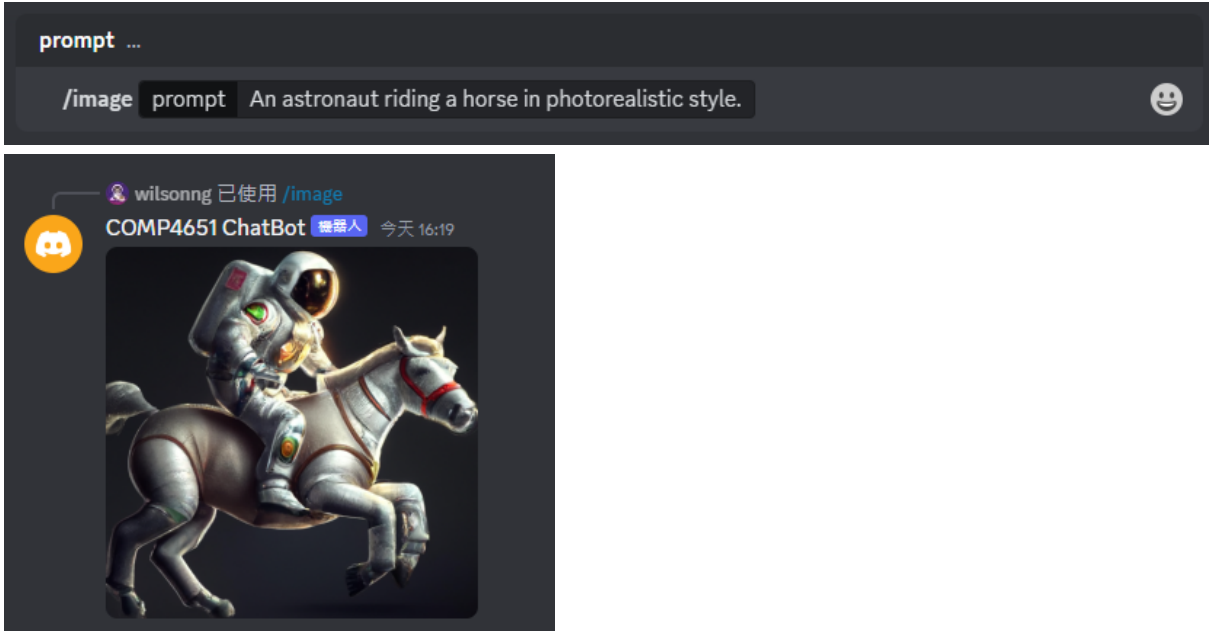 prompt ...
/image prompt An astronaut riding a horse in photorealistic style.
wilsonng 已使用 /image
COMP4651 ChatBot 機器人 今天 16:19